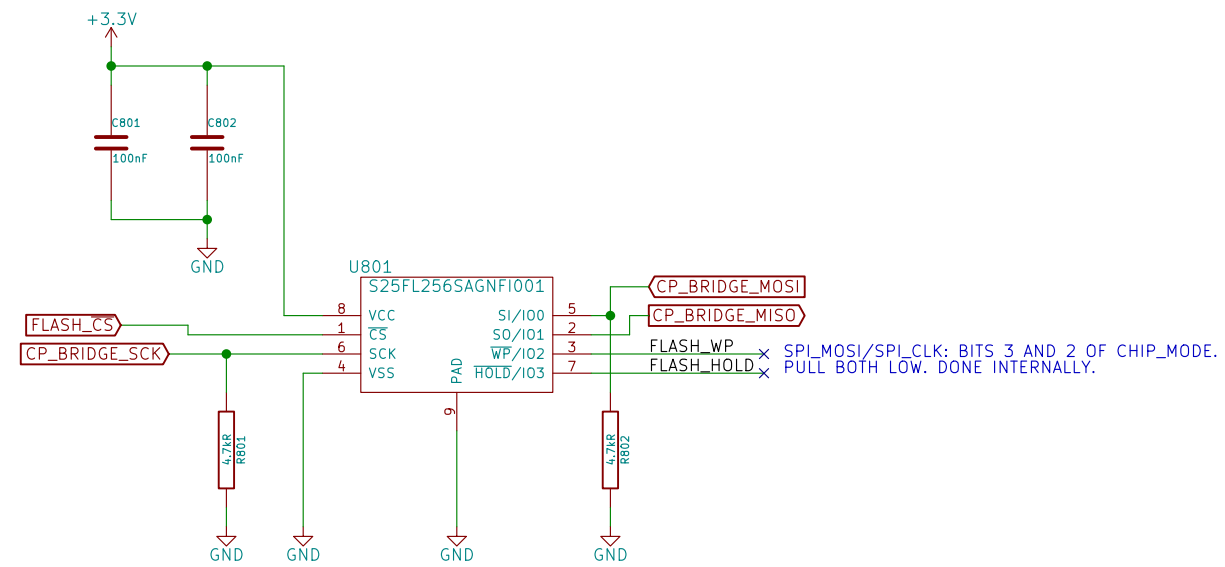 +3.3V
C801
100nF
C802
100nF
GND
U801
S25FL256SAGNFI001
FLASH_CS
CP_BRIDGE_SCK
8
1
6
4
VCC
CS
SCK
VSS
PAD
9
SI/IO0
SO/IO1
WP/IO2
HOLD/IO3
5
2
3
7
CP_BRIDGE_MOSI
CP_BRIDGE_MISO
FLASH_WP
FLASH_HOLD
SPI_MOSI/SPI_CLK: BITS 3 AND 2 OF CHIP_MODE.
PULL BOTH LOW. DONE INTERNALLY.
4.7kR
R801
4.7kR
R802
GND
GND
GND
GND